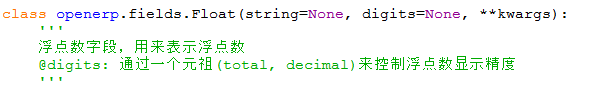 class openerp.fields.Float(string=None, digits=None, **kwargs):
'''
浮点数字段，用来表示浮点数
@digits: 通过一个元祖(total, decimal)来控制浮点数显示精度
'''